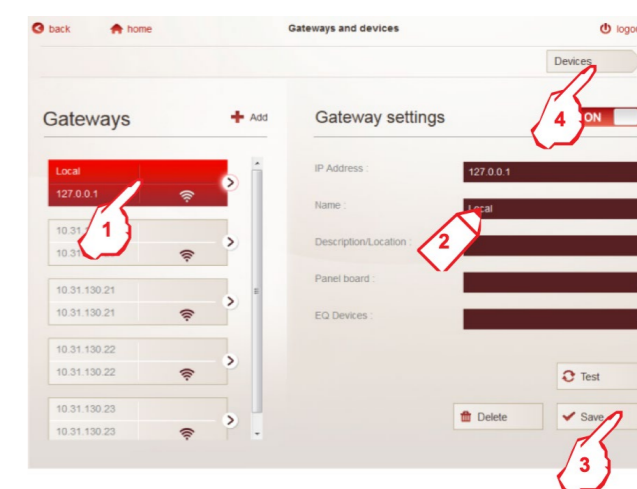 back home Gateways and devices logou
Devices
Gateways Add Gateway settings ON
4
Local
127.0.0.1
1
10.31.
10.31
10.31.130.21
10.31.130.21
10.31.130.22
10.31.130.22
10.31.130.23
10.31.130.23
IP Address : 127.0.0.1
Name : Local
2
Description/Location :
Panel board :
EQ Devices :
Test
Delete Save
3